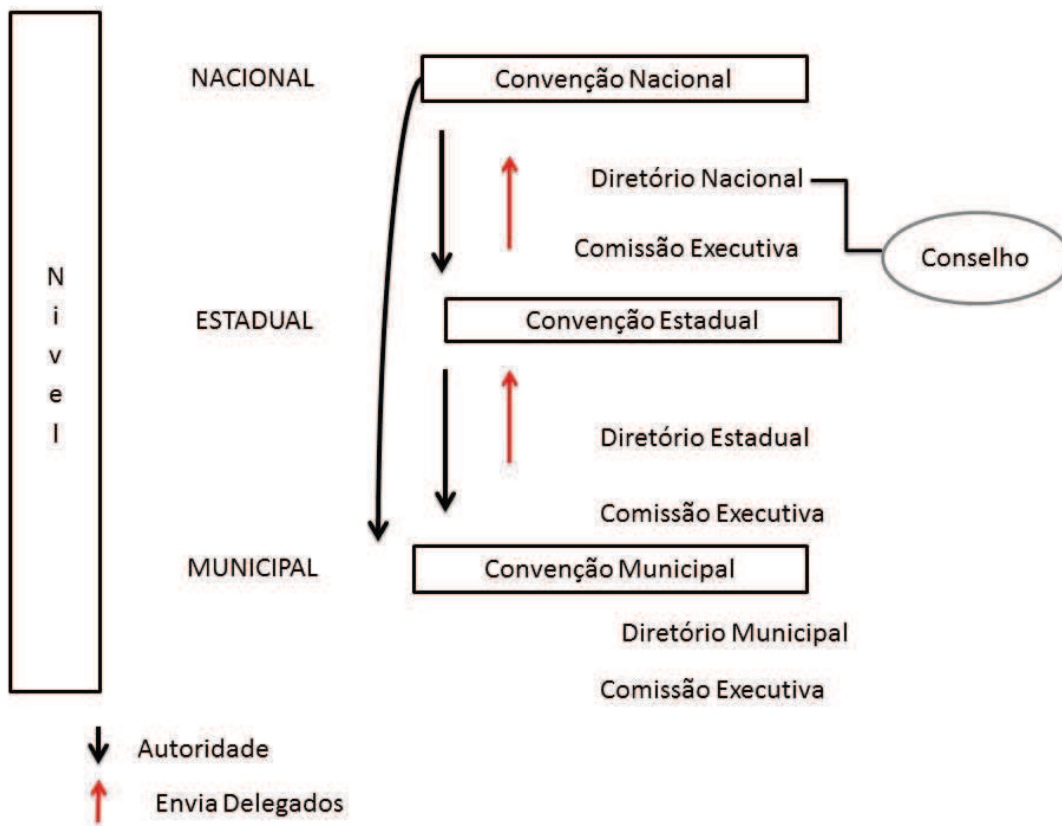 NACIONAL
Convenção Nacional
Diretório Nacional
Comissão Executiva
Conselho
Nivel
ESTADUAL
Convenção Estadual
Diretório Estadual
Comissão Executiva
MUNICIPAL
Convenção Municipal
Diretório Municipal
Comissão Executiva
Autoridade
Envia Delegados